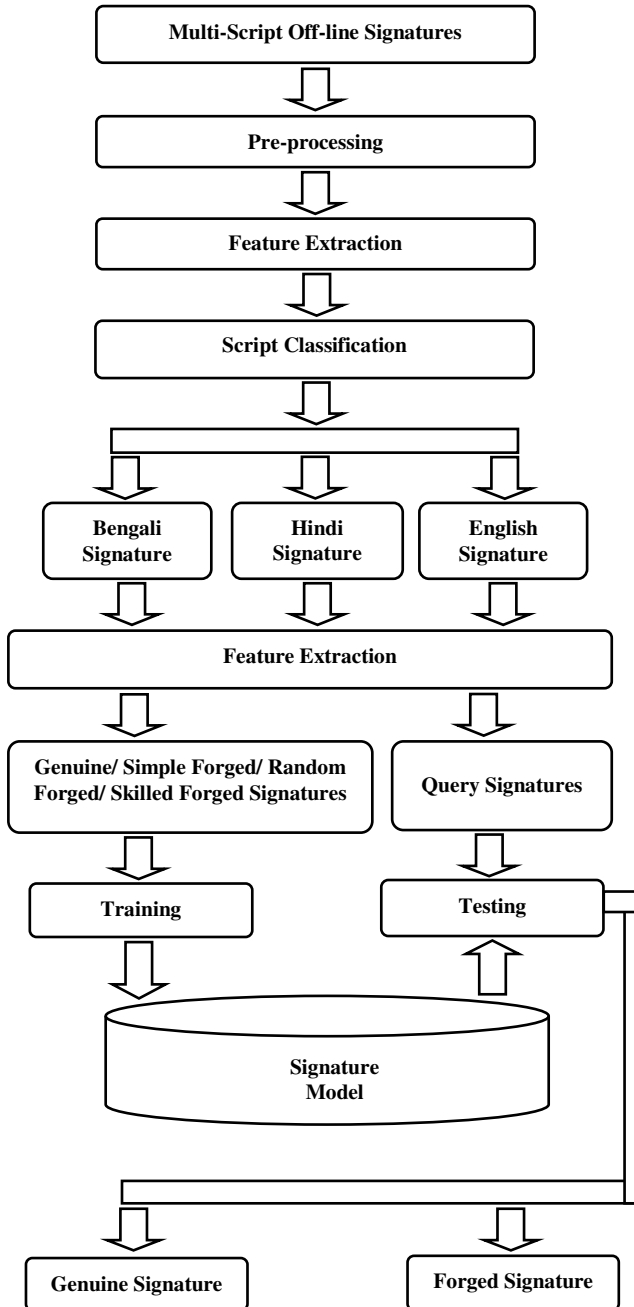 Multi-Script Off-line Signatures
Pre-processing
Feature Extraction
Script Classification
Bengali
Signature
Hindi
Signature
English
Signature
Feature Extraction
Genuine/ Simple Forged/ Random
Forged/ Skilled Forged Signatures
Query Signatures
Training
Testing
Signature
Model
Genuine Signature
Forged Signature